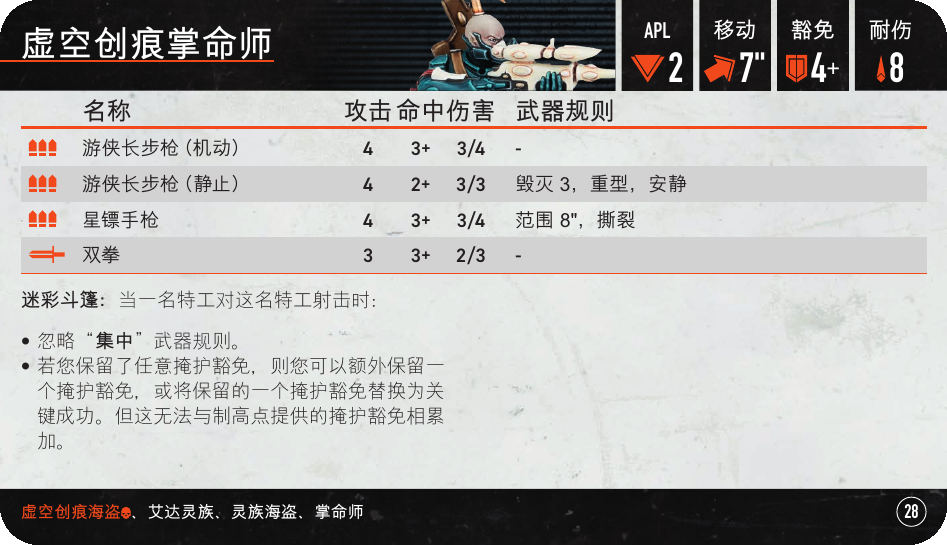 虚空创痕掌命师
APL 移动 豁免 耐伤
2 7" 4+ 8
名称 攻击 命中 伤害 武器规则
游侠长步枪（机动） 4 3+ 3/4 -
游侠长步枪（静止） 4 2+ 3/3 毁灭 3，重型，安静
星镖手枪 4 3+ 3/4 范围 8"，撕裂
双拳 3 3+ 2/3 -
迷彩斗篷：当一名特工对这名特工射击时:
• 忽略“集中”武器规则。
• 若您保留了任意掩护豁免，则您可以额外保留一
个掩护豁免，或将保留的一个掩护豁免替换为关
键成功。但这无法与制高点提供的掩护豁免相累
加。
虚空创痕海盗、艾达灵族、灵族海盗、掌命师
28